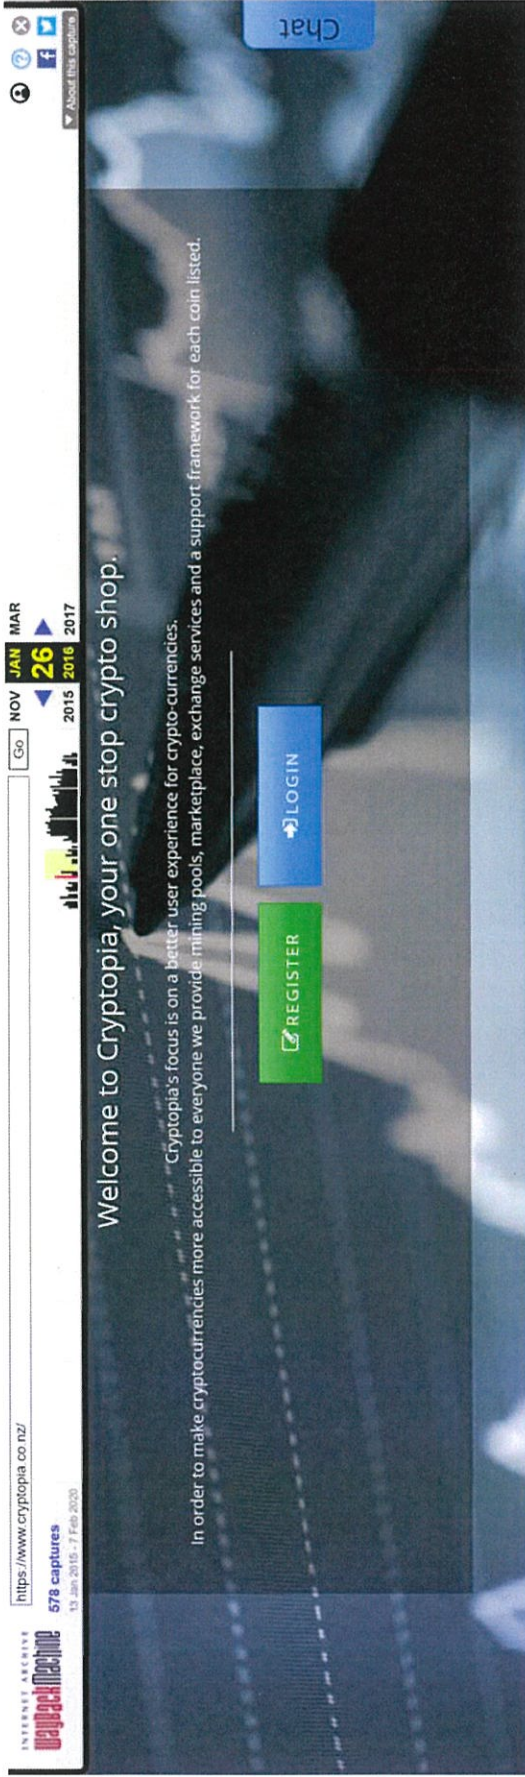 INTERNET ARCHIVE
WayBackMachine
https://www.cryptopia.co.nz/
Go
NOV JAN MAR
26
2015 2016 2017
578 captures
13 Jan 2015 - 7 Feb 2020
About this capture
Welcome to Cryptopia, your one stop crypto shop.
Cryptopia's focus is on a better user experience for crypto-currencies.
In order to make cryptocurrencies more accessible to everyone we provide mining pools, marketplace, exchange services and a support framework for each coin listed.
REGISTER
LOGIN
Chat